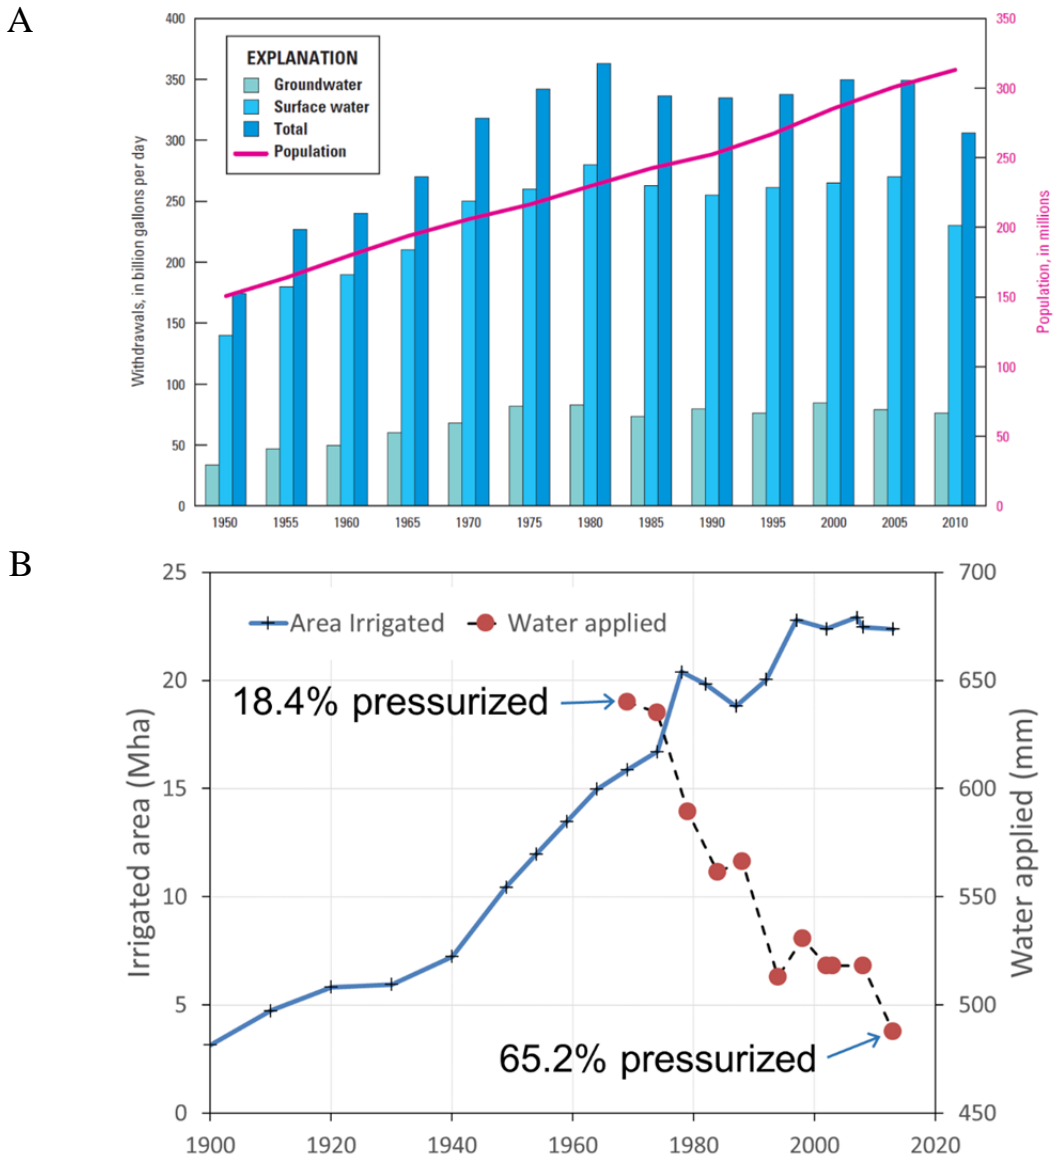 A
400
350
300
250
200
150
100
50
0
Withdrawals, in billion gallons per day
EXPLANATION
Groundwater
Surface water
Total
Population
350
300
250
200
150
100
50
0
Population, in millions
1950 1955 1960 1965 1970 1975 1980 1985 1990 1995 2000 2005 2010
B
25
20
15
10
5
0
Irrigated area (Mha)
Area Irrigated Water applied
18.4% pressurized
65.2% pressurized
700
650
600
550
500
450
Water applied (mm)
1900 1920 1940 1960 1980 2000 2020